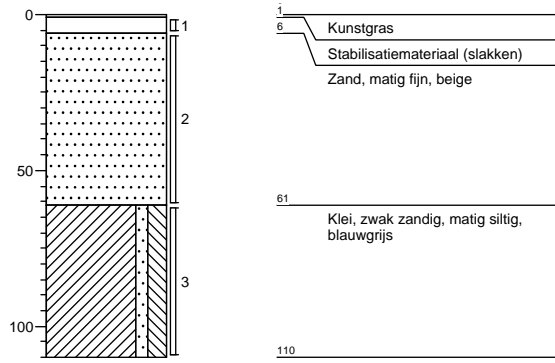 0
1
2
50
3
100
1
Kunstgras
6
Stabilisatiemateriaal (slakken)
Zand, matig fijn, beige
61
Klei, zwak zandig, matig siltig,
blauwgrijs
110